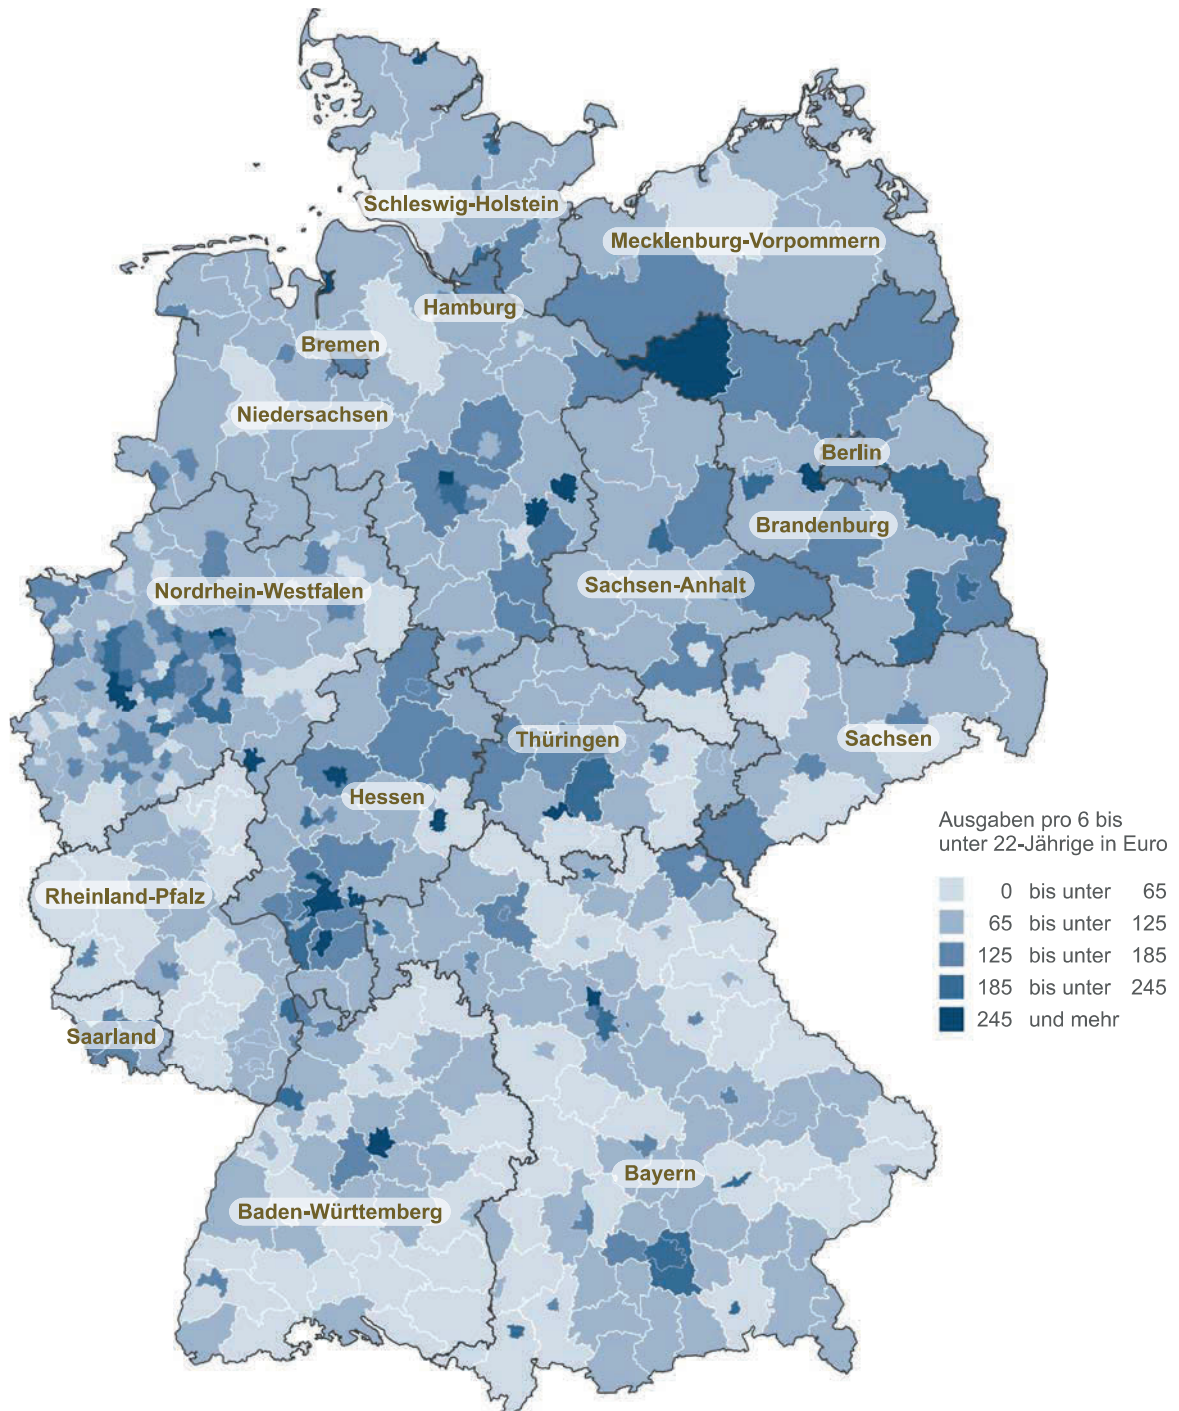 Schleswig-Holstein
Mecklenburg-Vorpommern
Hamburg
Bremen
Niedersachsen
Berlin
Brandenburg
Nordrhein-Westfalen
Sachsen-Anhalt
Thüringen
Sachsen
Hessen
Rheinland-Pfalz
Saarland
Bayern
Baden-Württemberg
Ausgaben pro 6 bis
unter 22-Jährige in Euro
0 bis unter 65
65 bis unter 125
125 bis unter 185
185 bis unter 245
245 und mehr